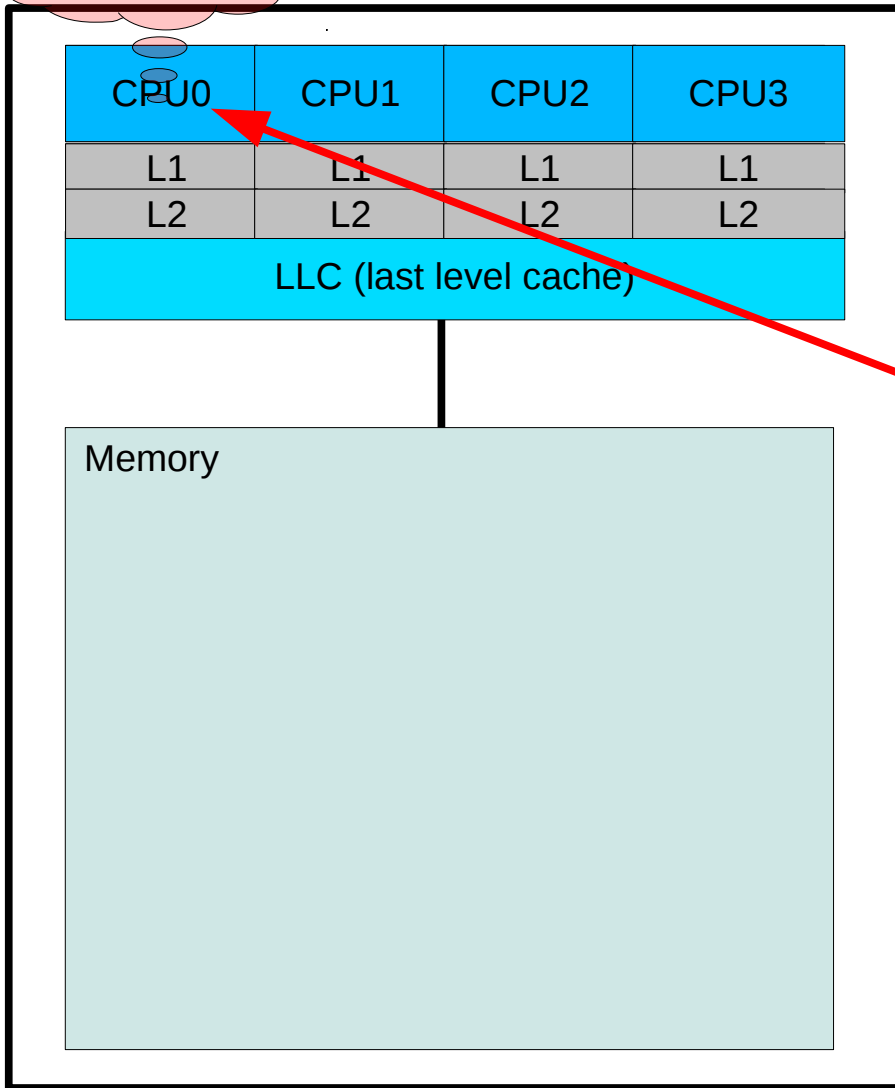 CPU0 CPU1 CPU2 CPU3
L1 L1 L1 L1
L2 L2 L2 L2
LLC (last level cache)
Memory